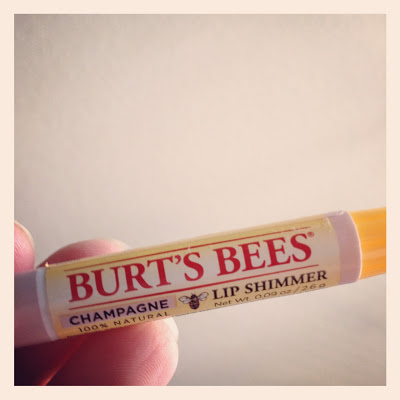 BURT'S BEES®
CHAMPAGNE LIP SHIMMER
100% NATURAL Net Wt. 0.09 oz / 2.6 g